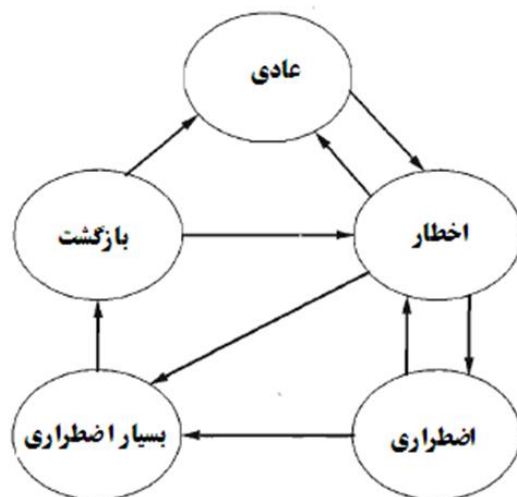 عادی
بازگشت
اخطار
بسیار اضطراری
اضطراری